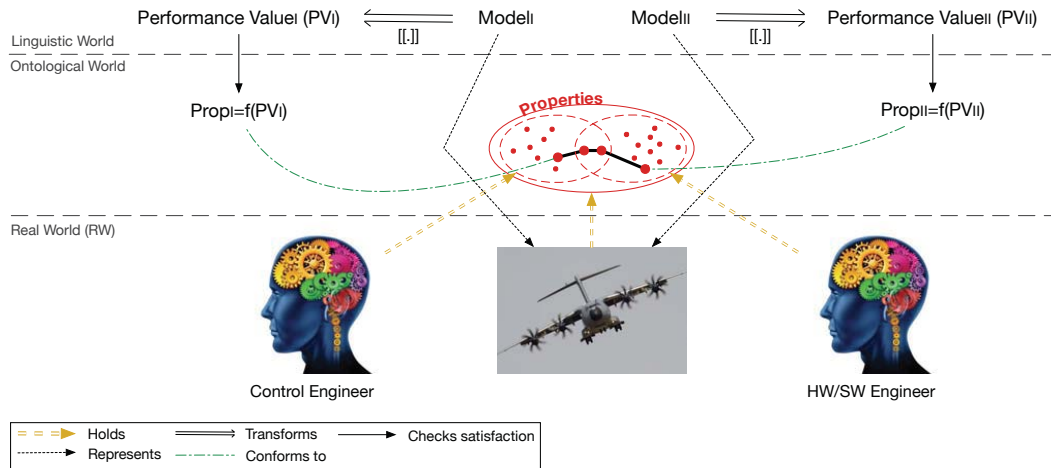 Performance ValueI (PVI)
ModelI
ModelII
Performance ValueII (PVII)
[[.]]
[[.]]
Linguistic World
Ontological World
PropI=f(PVI)
Properties
PropII=f(PVII)
Real World (RW)
Control Engineer
HW/SW Engineer
Holds
Transforms
Checks satisfaction
Represents
Conforms to